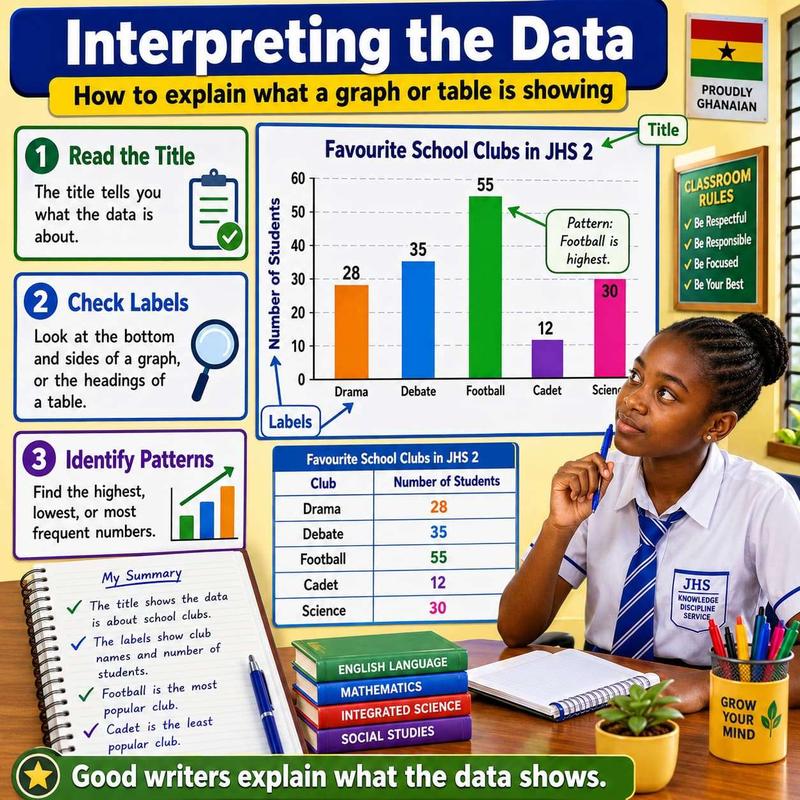 Interpreting the Data
How to explain what a graph or table is showing
PROUDLY
GHANAIAN
1 Read the Title
The title tells you
what the data is
about.
2 Check Labels
Look at the bottom
and sides of a graph,
or the headings of
a table.
3 Identify Patterns
Find the highest,
lowest, or most
frequent numbers.
Title
Favourite School Clubs in JHS 2
Number of Students
60
50
40
30
20
10
0
28
35
55
12
30
Pattern:
Football is
highest.
Drama
Debate
Football
Cadet
Scienc
Labels
CLASSROOM
RULES
✓ Be Respectful
✓ Be Responsible
✓ Be Focused
✓ Be Your Best
Favourite School Clubs in JHS 2
Club Number of Students
Drama 28
Debate 35
Football 55
Cadet 12
Science 30
My Summary
✓ The title shows the data
is about school clubs.
✓ The labels show club
names and number of
students.
✓ Football is the most
popular club.
✓ Cadet is the least
popular club.
ENGLISH LANGUAGE
MATHEMATICS
INTEGRATED SCIENCE
SOCIAL STUDIES
JHS
KNOWLEDGE
DISCIPLINE
SERVICE
GROW
YOUR
MIND
Good writers explain what the data shows.